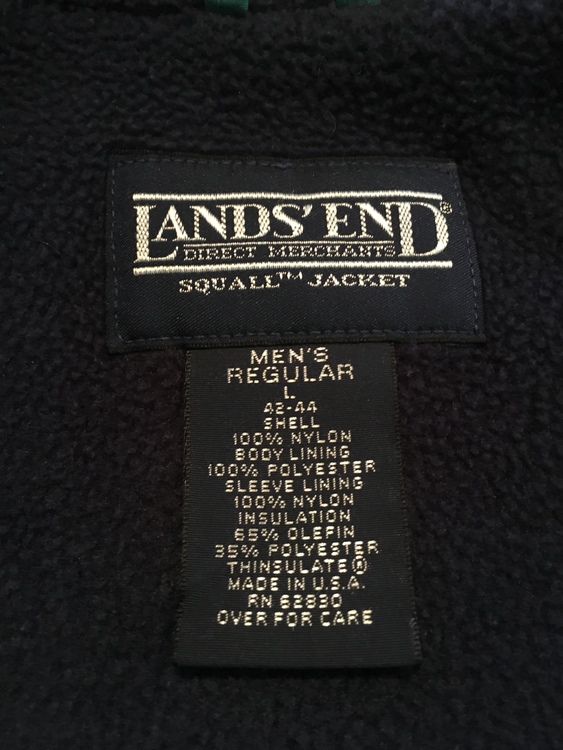 LANDS' END®
DIRECT MERCHANTS
SQUALL™ JACKET
MEN'S
REGULAR
L
42-44
SHELL
100% NYLON
BODY LINING
100% POLYESTER
SLEEVE LINING
100% NYLON
INSULATION
65% OLEFIN
35% POLYESTER
THINSULATE®
MADE IN U.S.A.
RN 62830
OVER FOR CARE